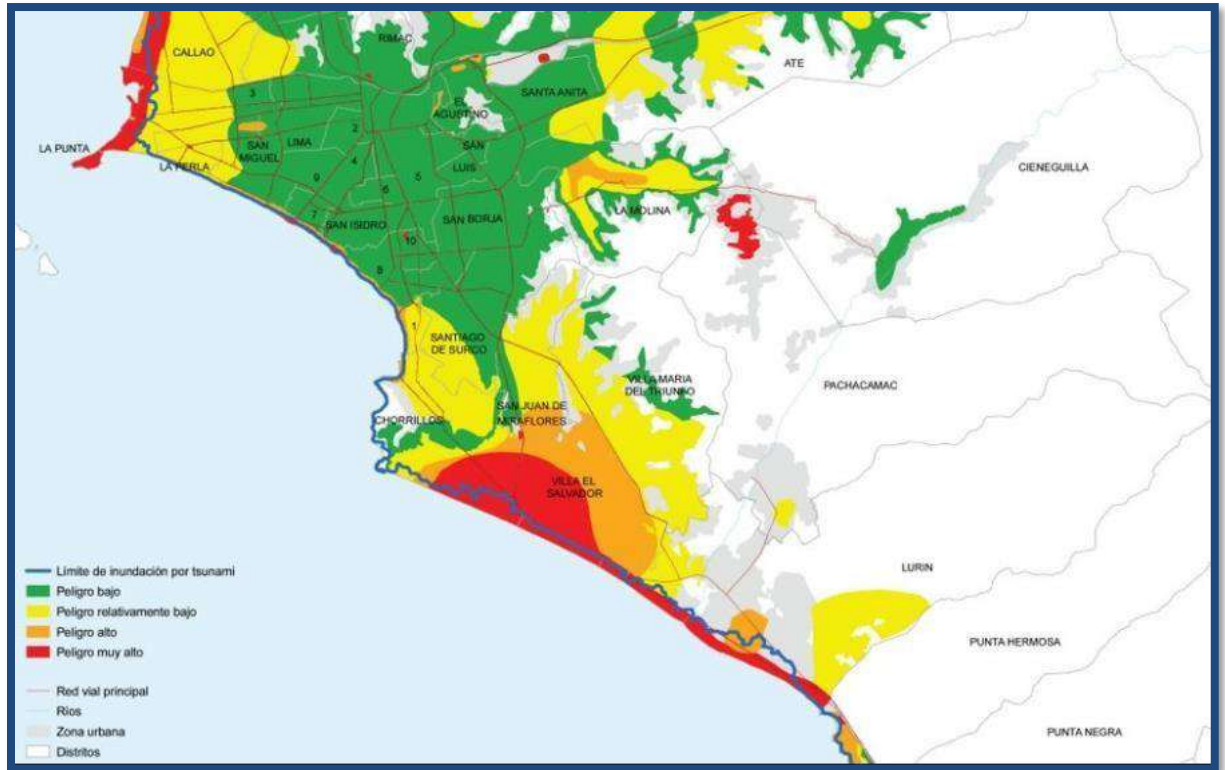 CALLAO
RIMAC
ATE
3
SANTA ANITA
EL
AGUSTINO
2
LA PUNTA
LA PERLA
SAN
MIGUEL
LIMA
4
SAN
LUIS
CIENEGUILLA
9
5
6
7
SAN ISIDRO
SAN BORJA
LA MOLINA
10
8
1
SANTIAGO
DE SURCO
VILLA MARIA
DEL TRIUNFO
PACHACAMAC
CHORRILLOS
SAN JUAN DE
MIRAFLORES
VILLA EL
SALVADOR
LURIN
PUNTA HERMOSA
PUNTA NEGRA
Límite de inundación por tsunami
Peligro bajo
Peligro relativamente bajo
Peligro alto
Peligro muy alto
Red vial principal
Ríos
Zona urbana
Distritos